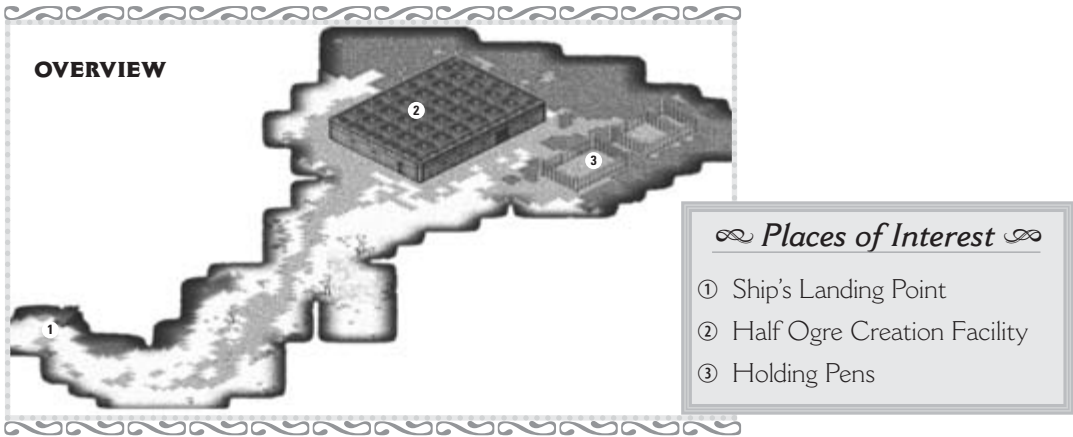 OVERVIEW
2
3
1
Places of Interest
① Ship's Landing Point
② Half Ogre Creation Facility
③ Holding Pens